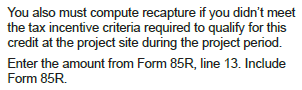 You also must compute recapture if you didn't meet
the tax incentive criteria required to qualify for this
credit at the project site during the project period.
Enter the amount from Form 85R, line 13. Include
Form 85R.